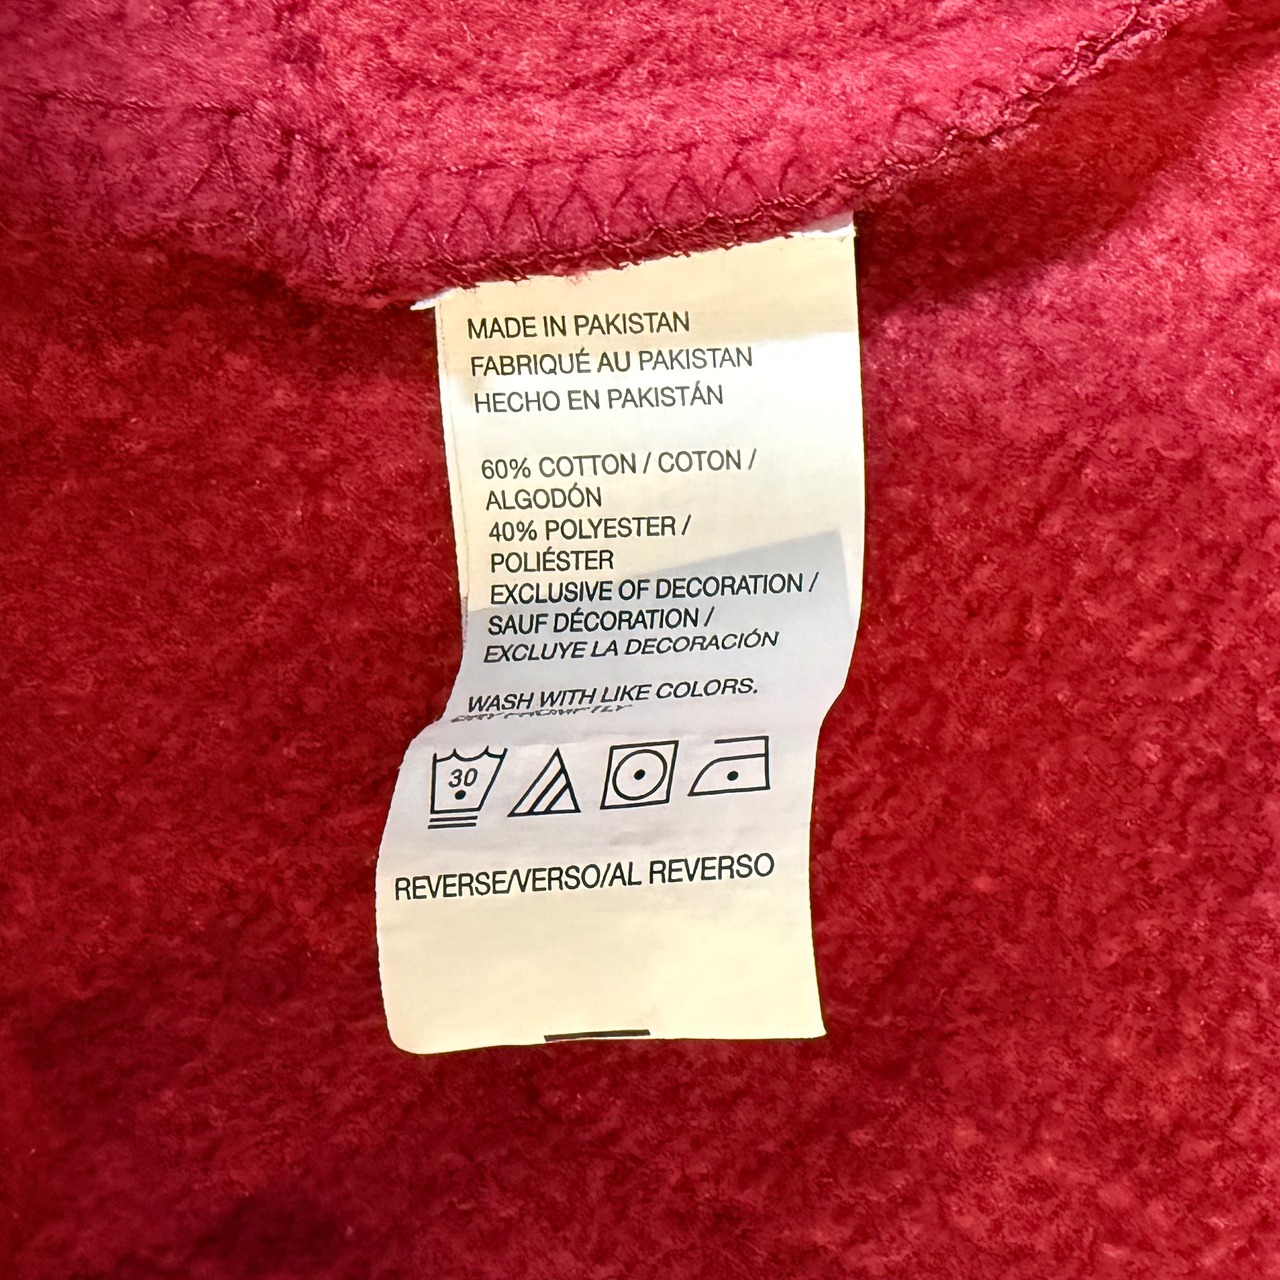 MADE IN PAKISTAN
FABRIQUÉ AU PAKISTAN
HECHO EN PAKISTÁN
60% COTTON / COTON /
ALGODÓN
40% POLYESTER /
POLIÉSTER
EXCLUSIVE OF DECORATION /
SAUF DÉCORATION /
EXCLUYE LA DECORACIÓN
WASH WITH LIKE COLORS.
30
REVERSE/VERSO/AL REVERSO